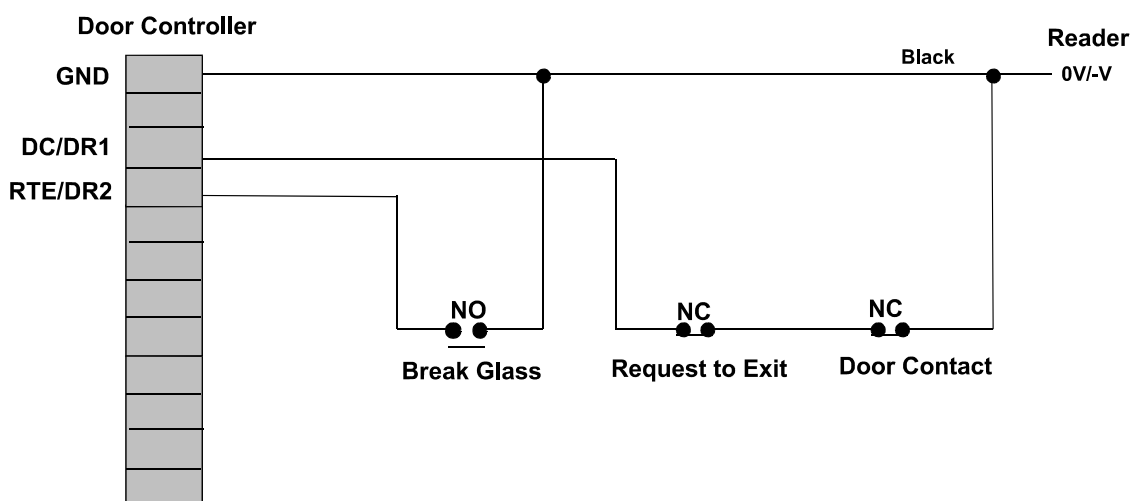 Door Controller
Reader
GND
Black
0V/-V
DC/DR1
RTE/DR2
NO
NC
NC
Break Glass
Request to Exit
Door Contact